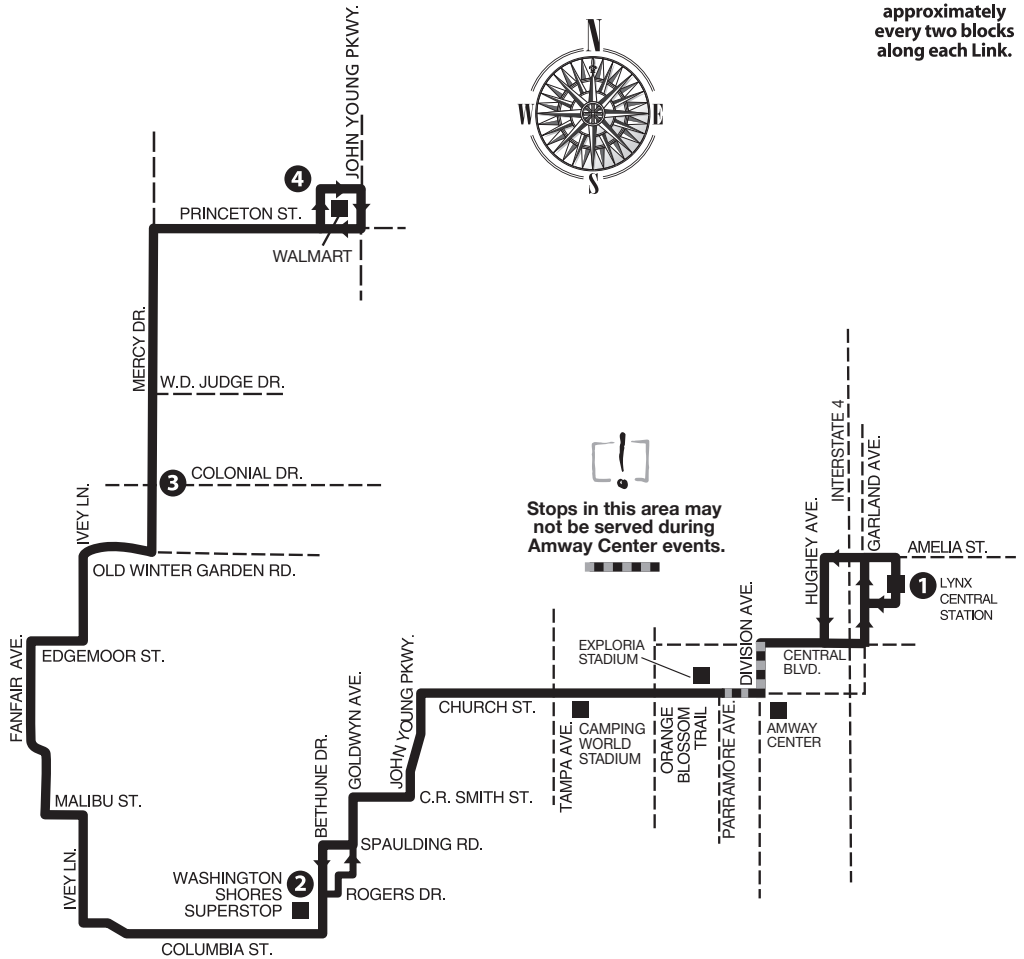 approximately
every two blocks
along each Link.
N
W
E
S
JOHN YOUNG PKWY.
4
PRINCETON ST.
WALMART
MERCY DR.
W.D. JUDGE DR.
3
COLONIAL DR.
IVEY LN.
OLD WINTER GARDEN RD.
!
Stops in this area may
not be served during
Amway Center events.
INTERSTATE 4
GARLAND AVE.
HUGHEY AVE.
AMELIA ST.
1
LYNX
CENTRAL
STATION
EDGEMOOR ST.
FANFAIR AVE.
EXPLORIA
STADIUM
DIVISION AVE.
CENTRAL
BLVD.
CHURCH ST.
JOHN YOUNG PKWY.
GOLDWYN AVE.
BETHUNE DR.
TAMPA AVE.
CAMPING
WORLD
STADIUM
ORANGE
BLOSSOM
TRAIL
PARRAMORE AVE.
AMWAY
CENTER
MALIBU ST.
C.R. SMITH ST.
SPAULDING RD.
IVEY LN.
WASHINGTON
SHORES
SUPERSTOP
2
ROGERS DR.
COLUMBIA ST.